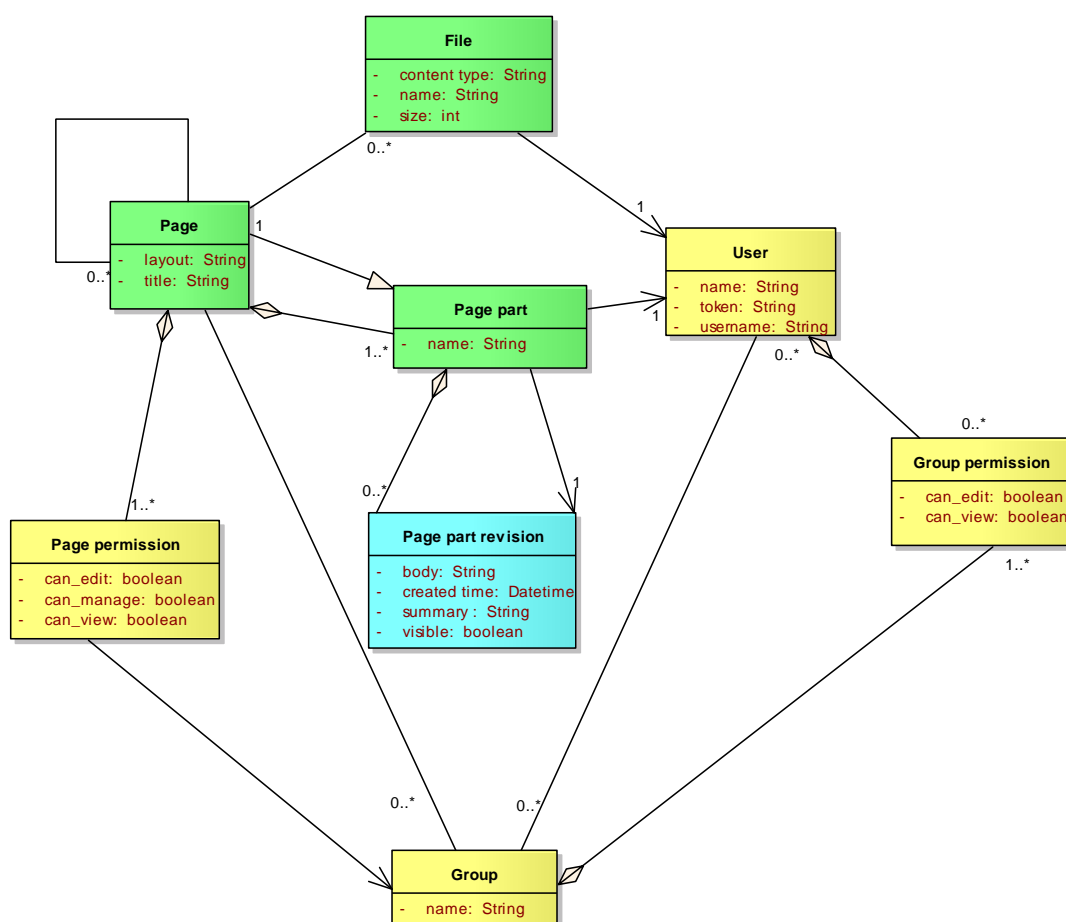 File
- content type: String
- name: String
- size: int
0..*
1
Page
- layout: String
- title: String
0..*
1
User
- name: String
- token: String
- username: String
1
0..*
Page part
- name: String
1..*
0..*
Group permission
- can_edit: boolean
- can_view: boolean
1..*
0..*
1
1..*
Page permission
- can_edit: boolean
- can_manage: boolean
- can_view: boolean
Page part revision
- body: String
- created time: Datetime
- summary : String
- visible: boolean
0..*
0..*
Group
- name: String